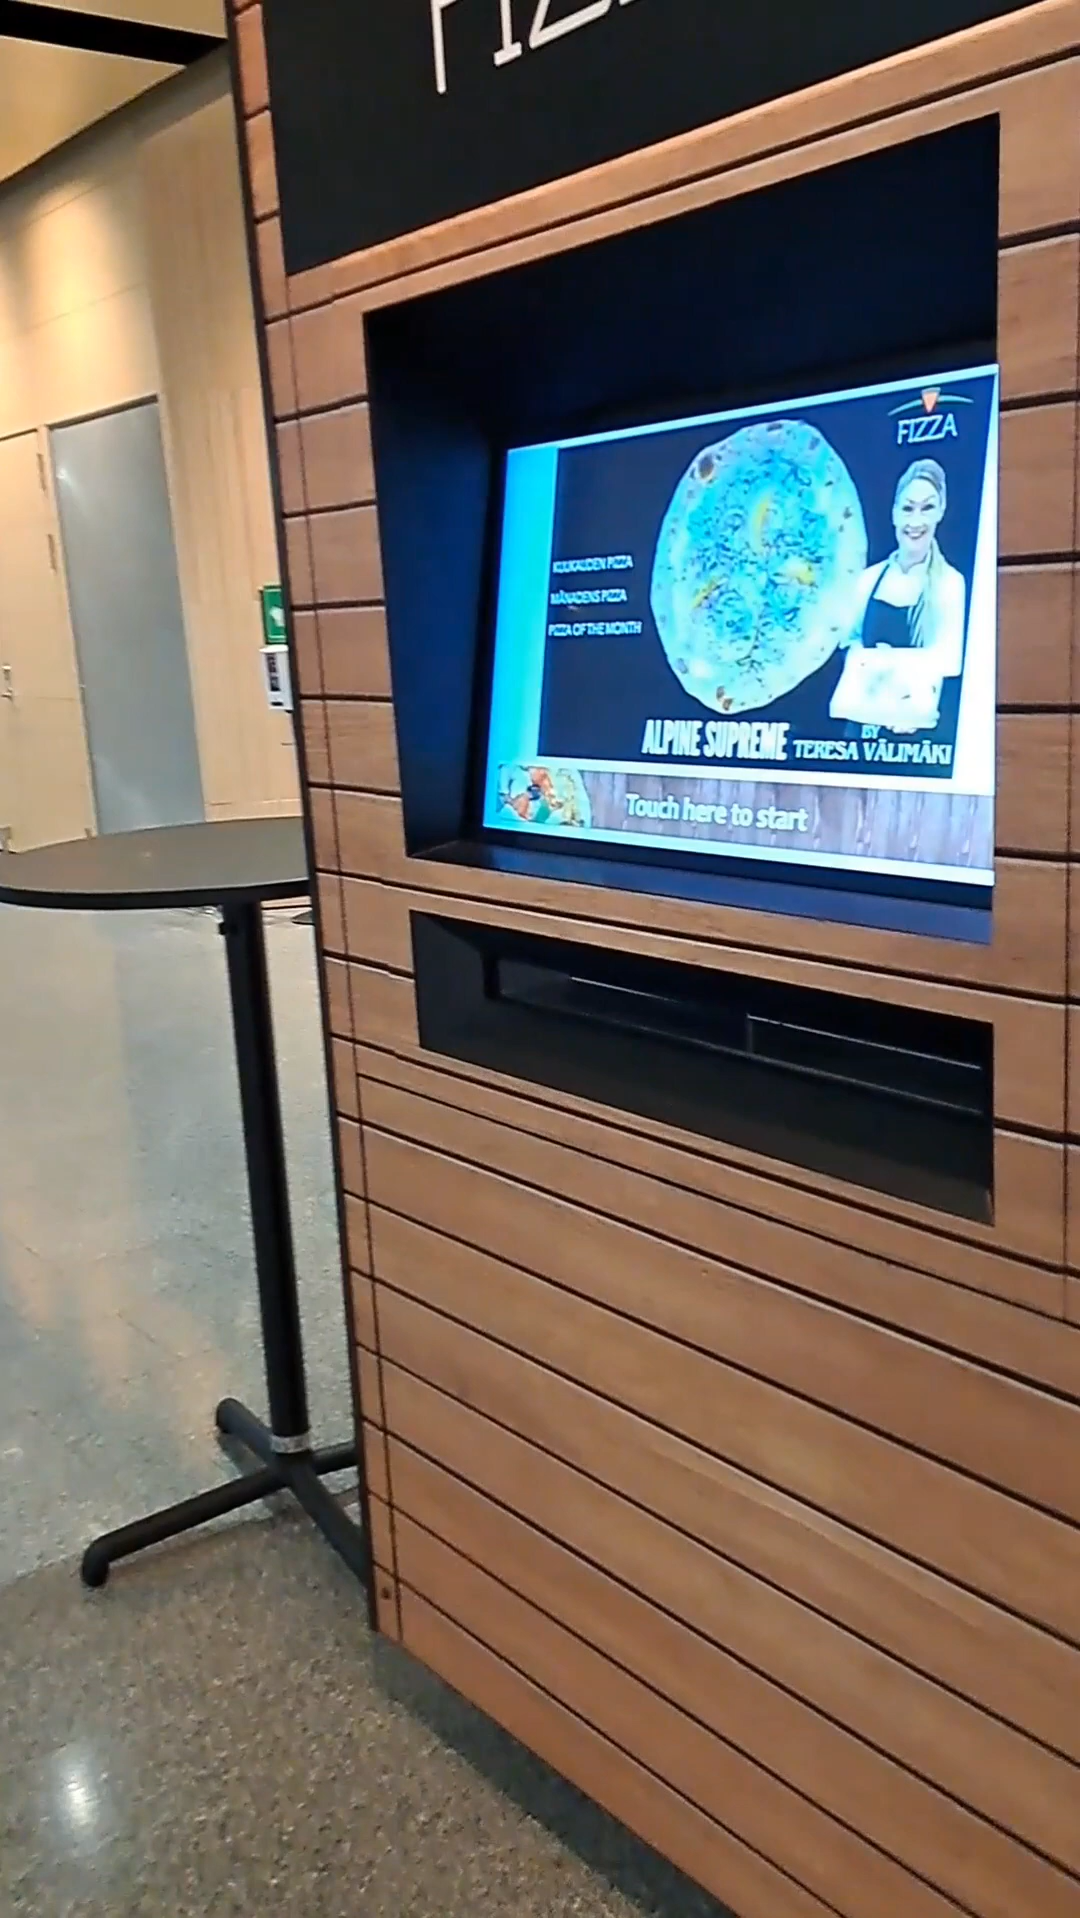 FIZZA
KUUKAUDEN PIZZA
MÅNADENS PIZZA
PIZZA OF THE MONTH
ALPINE SUPREME
BY
TERESA VÄLIMÄKI
Touch here to start